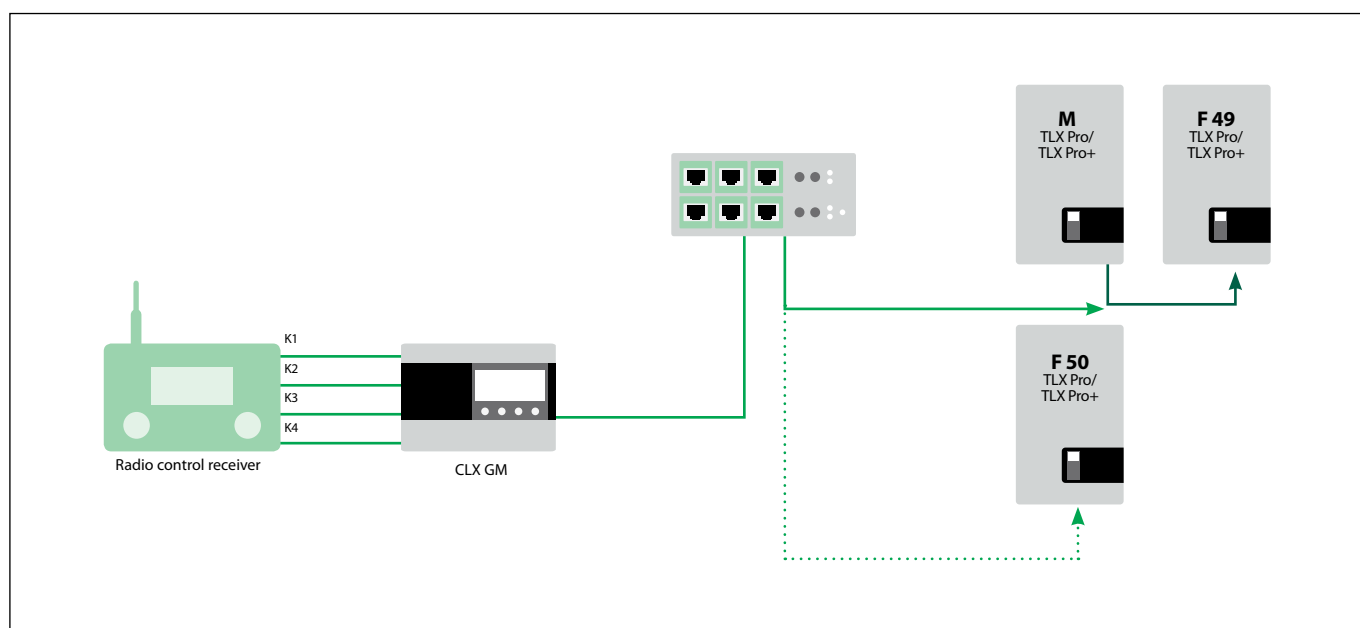 M
TLX Pro/
TLX Pro+
F 49
TLX Pro/
TLX Pro+
K1
K2
K3
K4
Radio control receiver
CLX GM
F 50
TLX Pro/
TLX Pro+